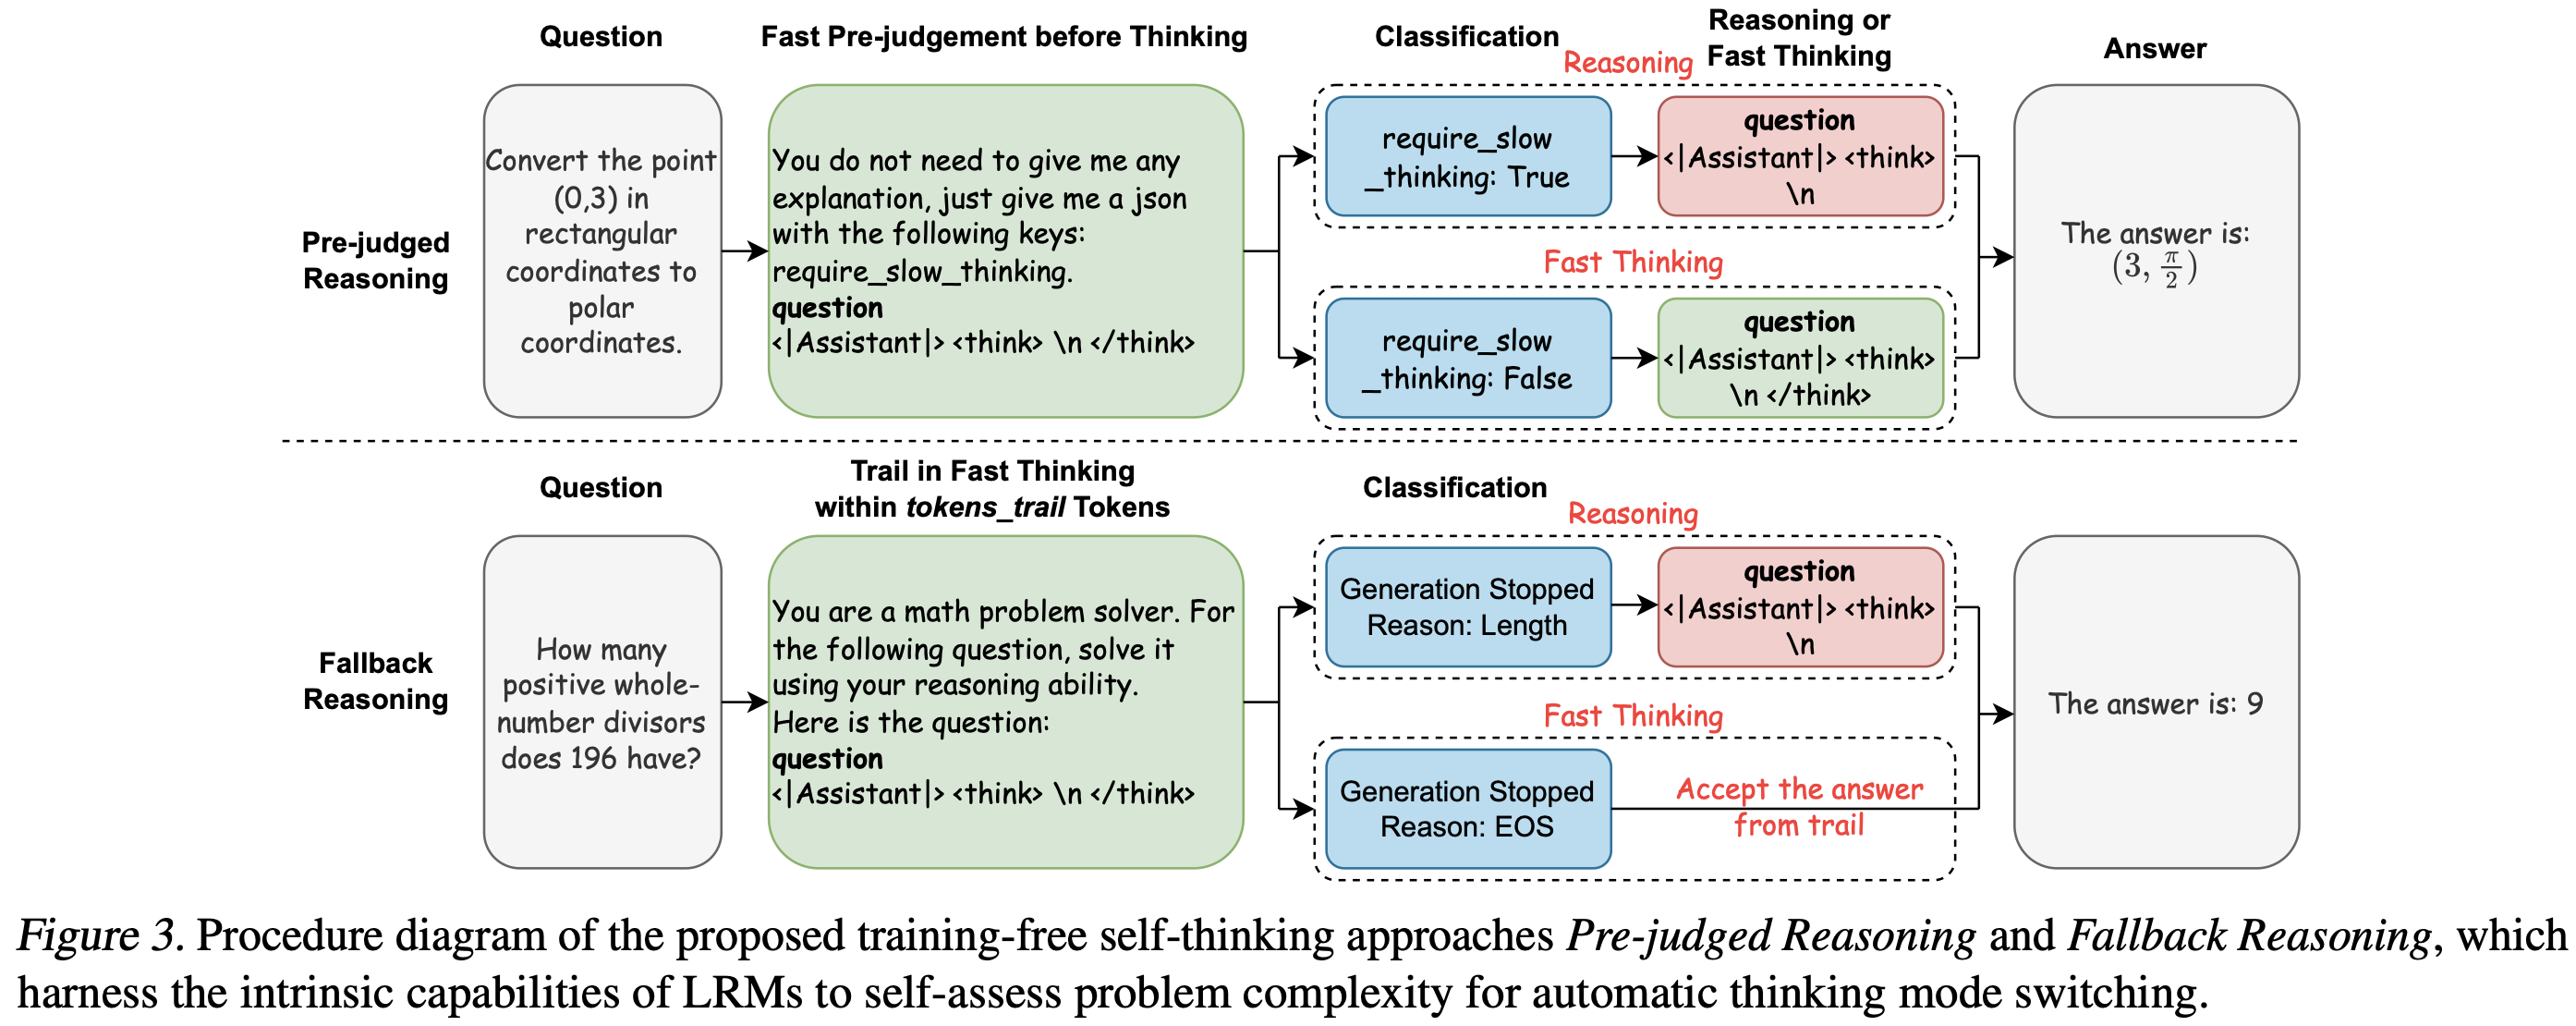 Question
Fast Pre-judgement before Thinking
Classification
Reasoning or
Fast Thinking
Answer
Pre-judged
Reasoning
Convert the point
(0,3) in
rectangular
coordinates to
polar
coordinates.
You do not need to give me any
explanation, just give me a json
with the following keys:
require_slow_thinking.
question
<|Assistant|> <think> \n </think>
Reasoning
require_slow
_thinking: True
question
<|Assistant|> <think>
\n
Fast Thinking
require_slow
_thinking: False
question
<|Assistant|> <think>
\n </think>
The answer is:
(3, π/2)
Question
Trail in Fast Thinking
within tokens_trail Tokens
Classification
Fallback
Reasoning
How many
positive whole-
number divisors
does 196 have?
You are a math problem solver. For
the following question, solve it
using your reasoning ability.
Here is the question:
question
<|Assistant|> <think> \n </think>
Reasoning
Generation Stopped
Reason: Length
question
<|Assistant|> <think>
\n
Fast Thinking
Generation Stopped
Reason: EOS
Accept the answer
from trail
The answer is: 9
Figure 3. Procedure diagram of the proposed training-free self-thinking approaches Pre-judged Reasoning and Fallback Reasoning, which
harness the intrinsic capabilities of LRMs to self-assess problem complexity for automatic thinking mode switching.